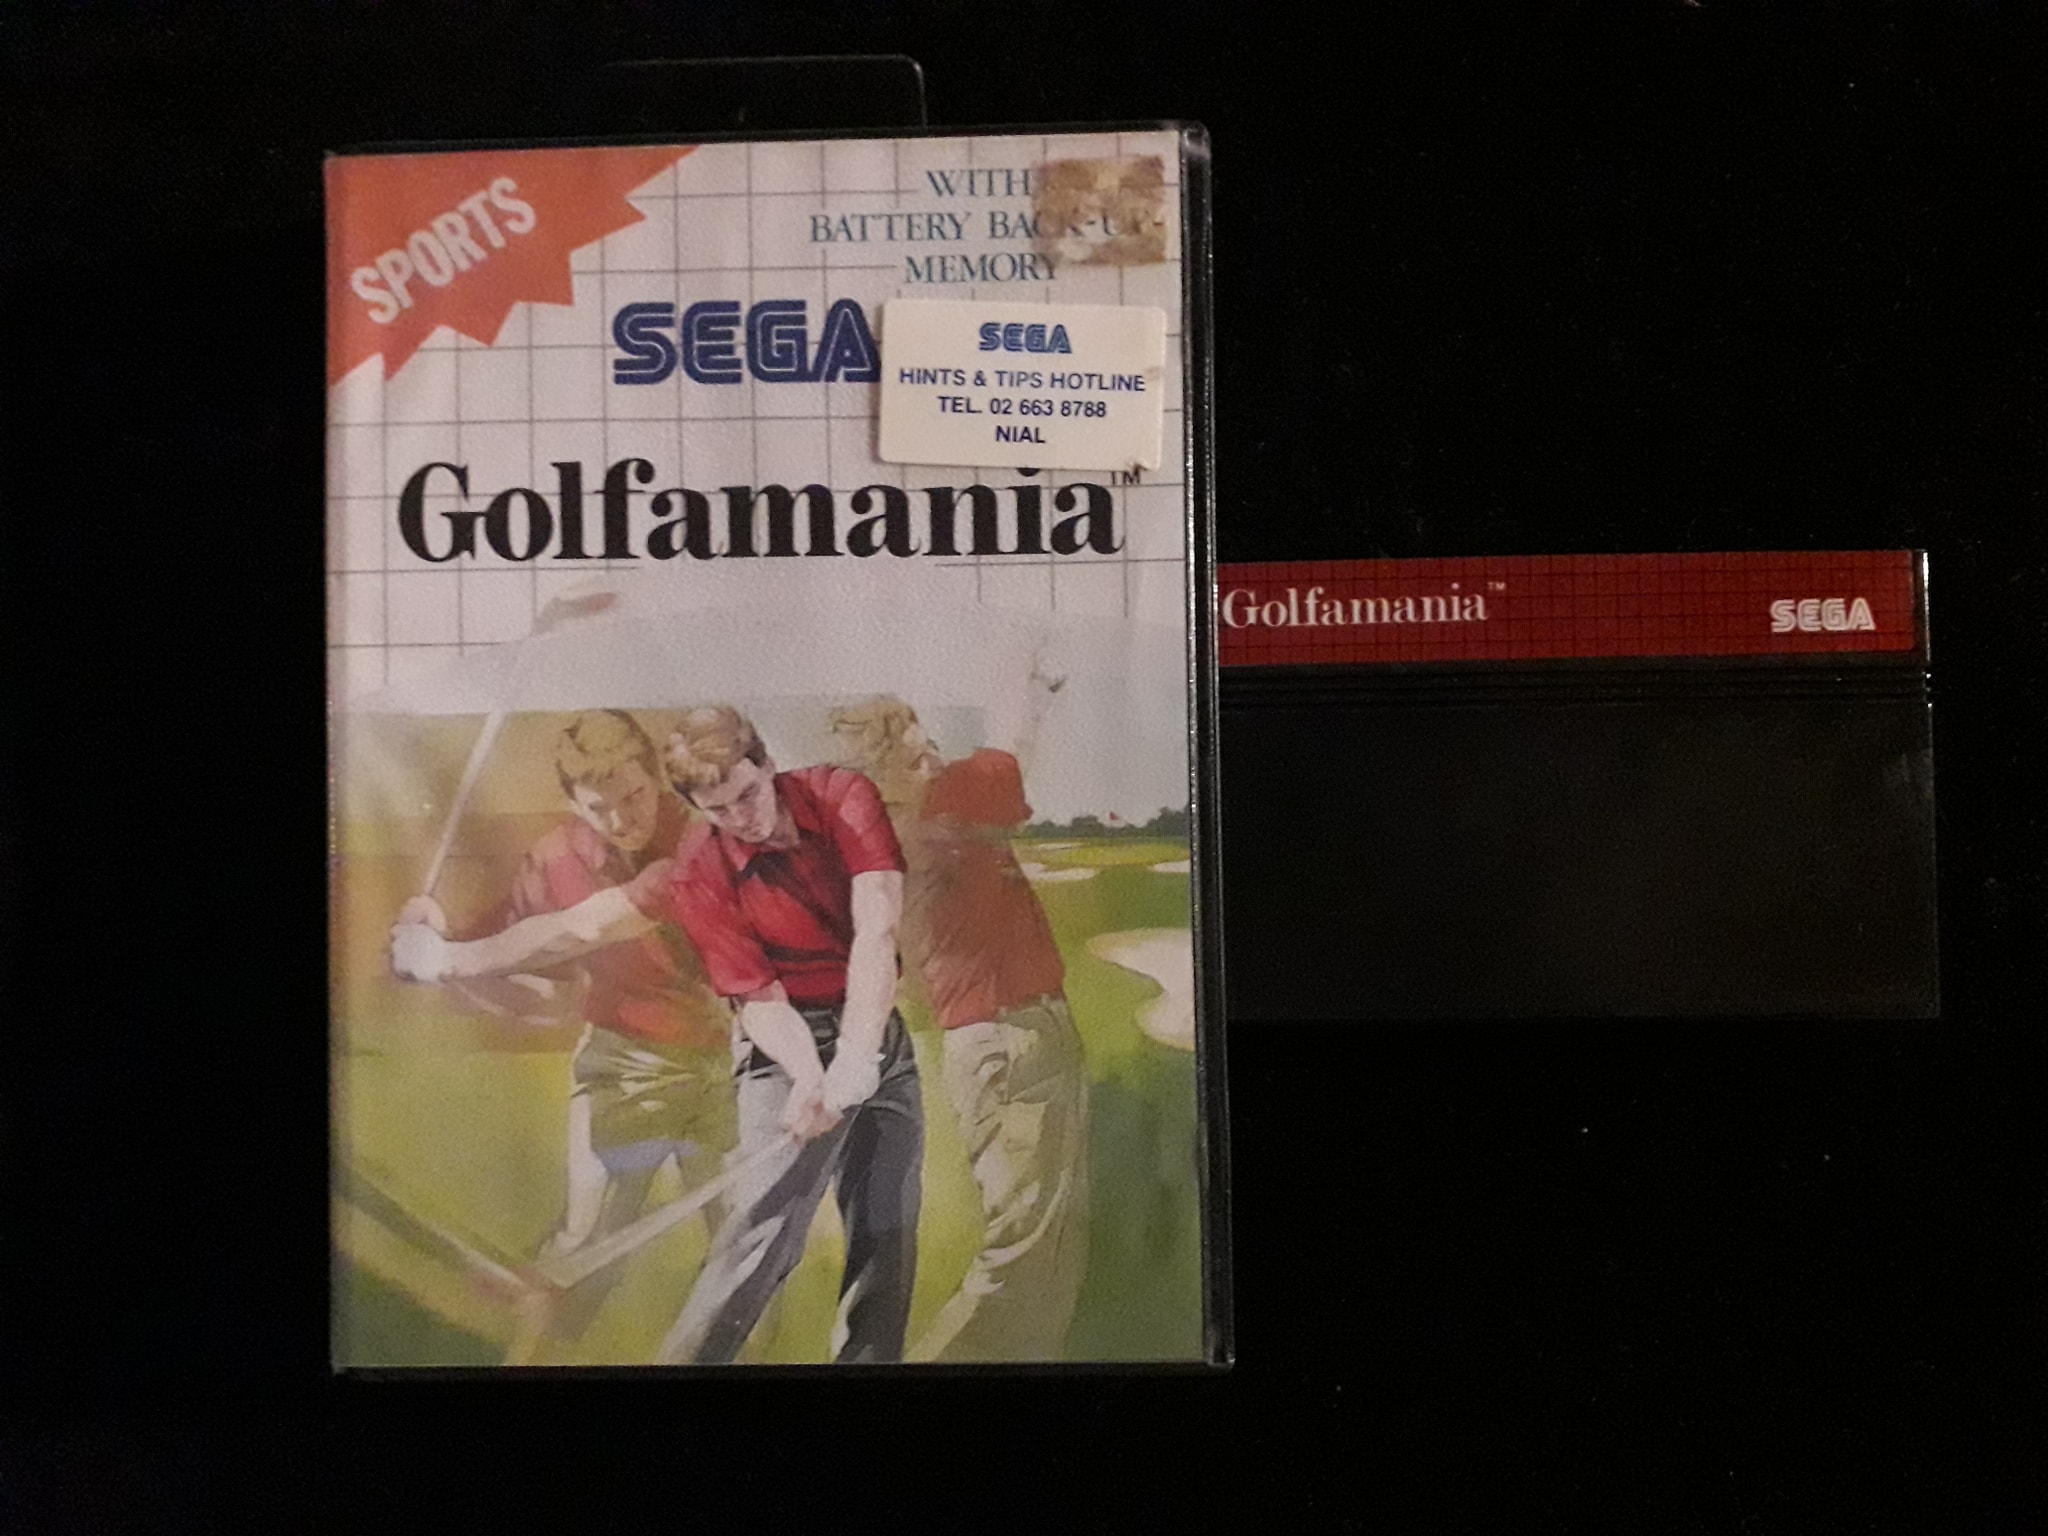 SPORTS
WITH
BATTERY BACK-UP
MEMORY
SEGA
SEGA
HINTS & TIPS HOTLINE
TEL. 02 663 8788
NIAL
Golfamania™
Golfamania™
SEGA